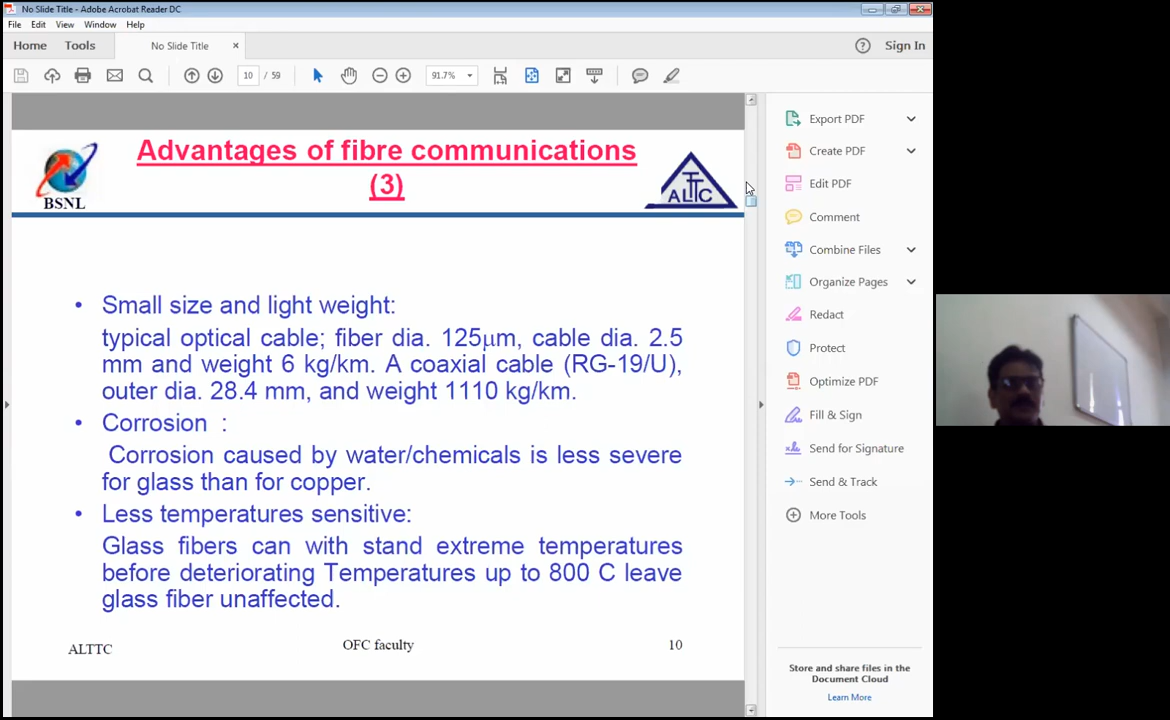 No Slide Title - Adobe Acrobat Reader DC
File Edit View Window Help
Home Tools No Slide Title × Sign In
10 / 59 91.7%
Advantages of fibre communications
(3)
BSNL
ALTTC
• Small size and light weight:
typical optical cable; fiber dia. 125μm, cable dia. 2.5
mm and weight 6 kg/km. A coaxial cable (RG-19/U),
outer dia. 28.4 mm, and weight 1110 kg/km.
• Corrosion :
Corrosion caused by water/chemicals is less severe
for glass than for copper.
• Less temperatures sensitive:
Glass fibers can with stand extreme temperatures
before deteriorating Temperatures up to 800 C leave
glass fiber unaffected.
ALTTC OFC faculty 10
Export PDF
Create PDF
Edit PDF
Comment
Combine Files
Organize Pages
Redact
Protect
Optimize PDF
Fill & Sign
Send for Signature
Send & Track
More Tools
Store and share files in the
Document Cloud
Learn More